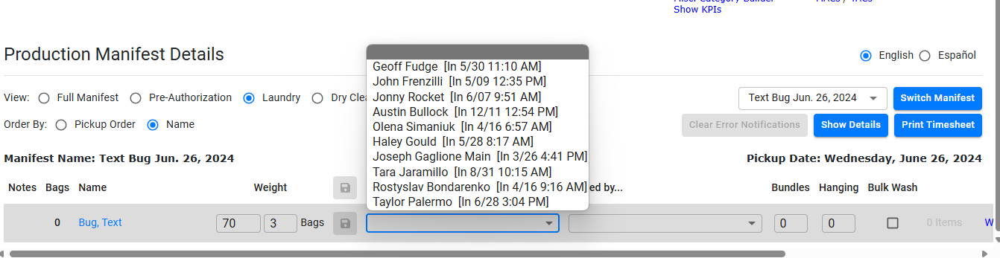 Misc. Category Builder MACs / TACs
Show KPIs
Production Manifest Details
English Español
View: Full Manifest Pre-Authorization Laundry Dry Clea
Text Bug Jun. 26, 2024 Switch Manifest
Order By: Pickup Order Name
Clear Error Notifications Show Details Print Timesheet
Manifest Name: Text Bug Jun. 26, 2024
Pickup Date: Wednesday, June 26, 2024
Geoff Fudge [In 5/30 11:10 AM]
John Frenzilli [In 5/09 12:35 PM]
Jonny Rocket [In 6/07 9:51 AM]
Austin Bullock [In 12/11 12:54 PM]
Olena Simaniuk [In 4/16 6:57 AM]
Haley Gould [In 5/28 8:17 AM]
Joseph Gaglione Main [In 3/26 4:41 PM]
Tara Jaramillo [In 8/31 10:15 AM]
Rostyslav Bondarenko [In 4/16 9:16 AM]
Taylor Palermo [In 6/28 3:04 PM]
Notes Bags Name Weight ed by... Bundles Hanging Bulk Wash
0 Bug, Text 70 3 Bags 0 0 0 Items W